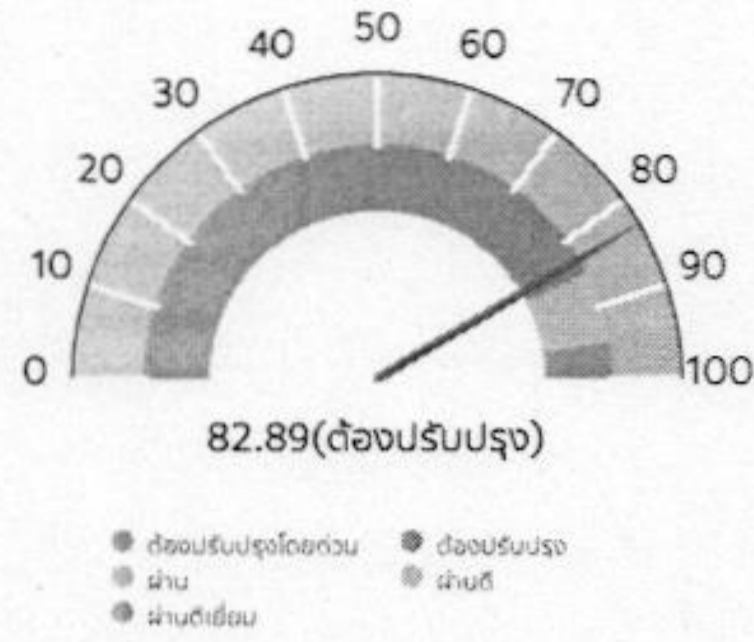 50
40 60
30 70
20 80
10 90
0 100
82.89(ต้องปรับปรุง)
ต้องปรับปรุงโดยด่วน ต้องปรับปรุง
ผ่าน ผ่านดี
ผ่านดีเยี่ยม